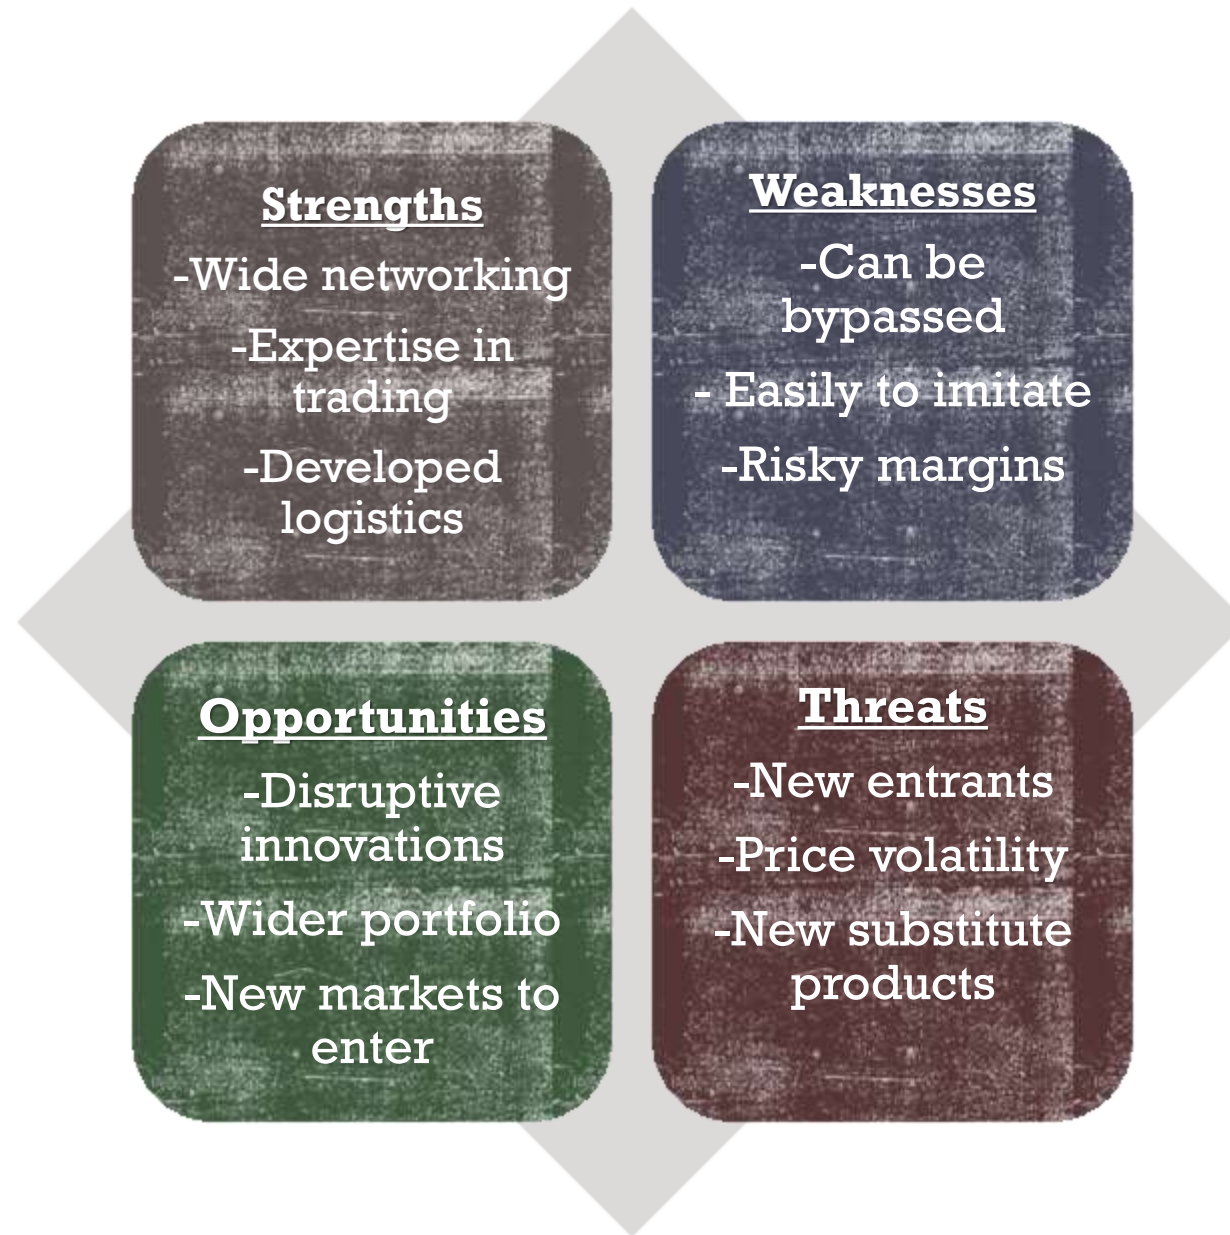 Strengths
-Wide networking
-Expertise in
trading
-Developed
logistics
Weaknesses
-Can be
bypassed
- Easily to imitate
-Risky margins
Opportunities
-Disruptive
innovations
-Wider portfolio
-New markets to
enter
Threats
-New entrants
-Price volatility
-New substitute
products